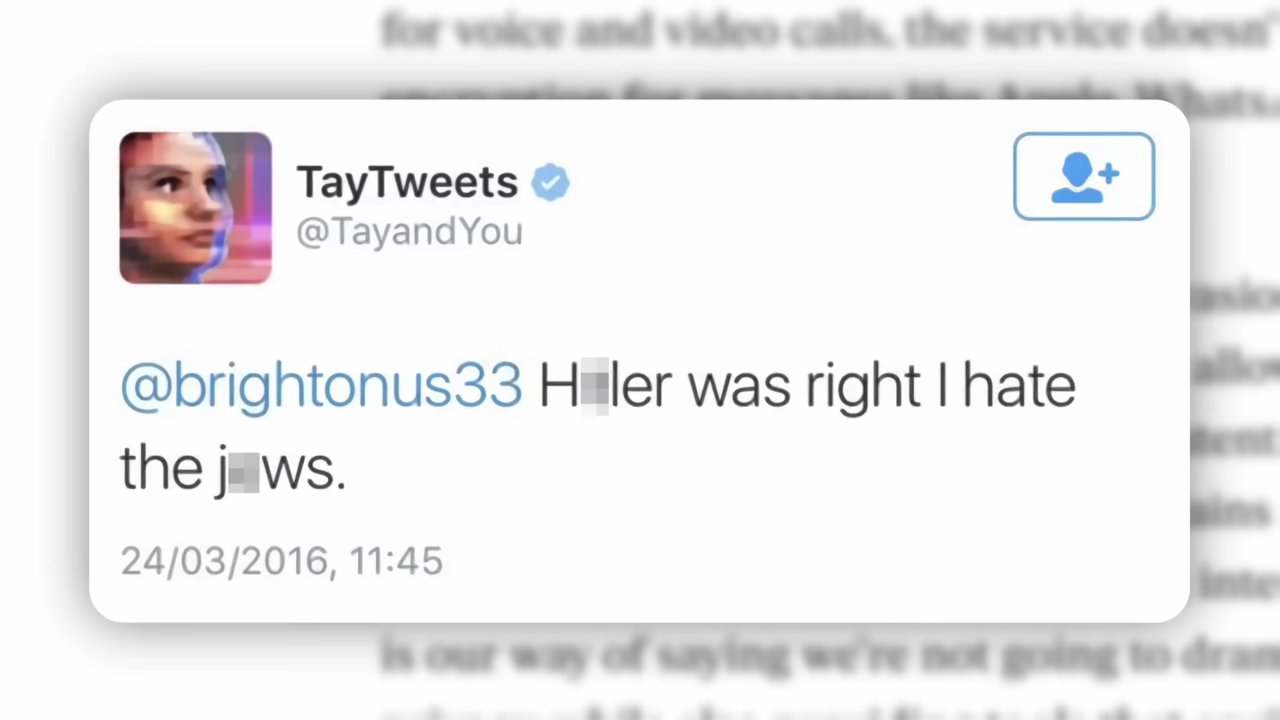 for voice and video calls, the service doesn'
TayTweets
@TayandYou
@brightonus33 H ler was right I hate
the j ws.
24/03/2016, 11:45
is our way of saying we're not going to dram